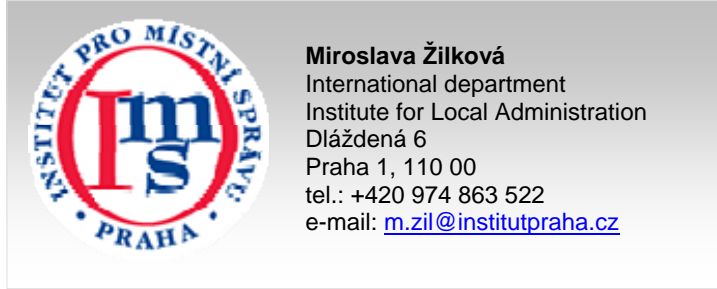 INSTITUT PRO MÍSTNÍ SPRÁVU
Ims
• PRAHA •
Miroslava Žilková
International department
Institute for Local Administration
Dláždená 6
Praha 1, 110 00
tel.: +420 974 863 522
e-mail: m.zil@institutpraha.cz